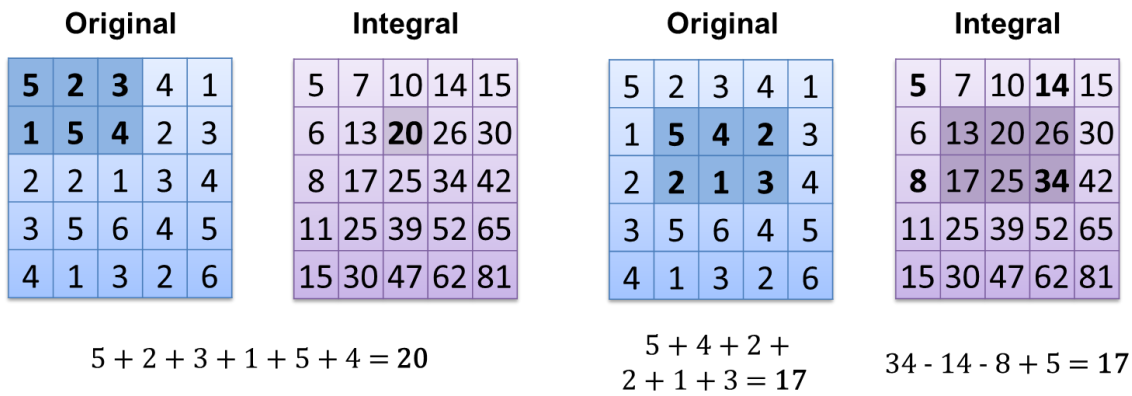 Original Integral Original Integral
5 2 3 4 1 5 7 10 14 15 5 2 3 4 1 5 7 10 14 15
1 5 4 2 3 6 13 20 26 30 1 5 4 2 3 6 13 20 26 30
2 2 1 3 4 8 17 25 34 42 2 2 1 3 4 8 17 25 34 42
3 5 6 4 5 11 25 39 52 65 3 5 6 4 5 11 25 39 52 65
4 1 3 2 6 15 30 47 62 81 4 1 3 2 6 15 30 47 62 81
5 + 2 + 3 + 1 + 5 + 4 = 20
5 + 4 + 2 +
2 + 1 + 3 = 17
34 - 14 - 8 + 5 = 17